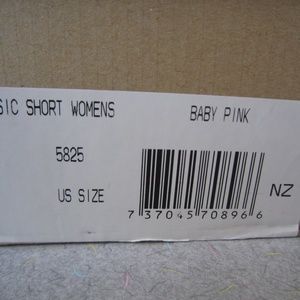 SIC SHORT WOMENS BABY PINK
5825
US SIZE NZ
7 37045 70896 6